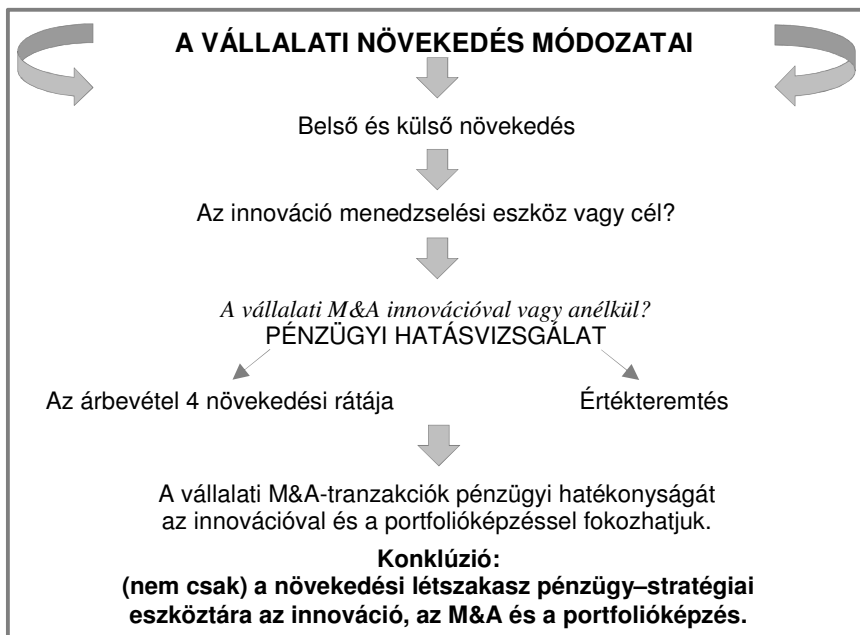 A VÁLLALATI NÖVEKEDÉS MÓDOZATAI
Belső és külső növekedés
Az innováció menedzselési eszköz vagy cél?
A vállalati M&A innovációval vagy anélkül?
PÉNZÜGYI HATÁSVIZSGÁLAT
Az árbevétel 4 növekedési rátája
Értékteremtés
A vállalati M&A-tranzakciók pénzügyi hatékonyságát
az innovációval és a portfolióképzéssel fokozhatjuk.
Konklúzió:
(nem csak) a növekedési létszakasz pénzügy–stratégiai
eszköztára az innováció, az M&A és a portfolióképzés.